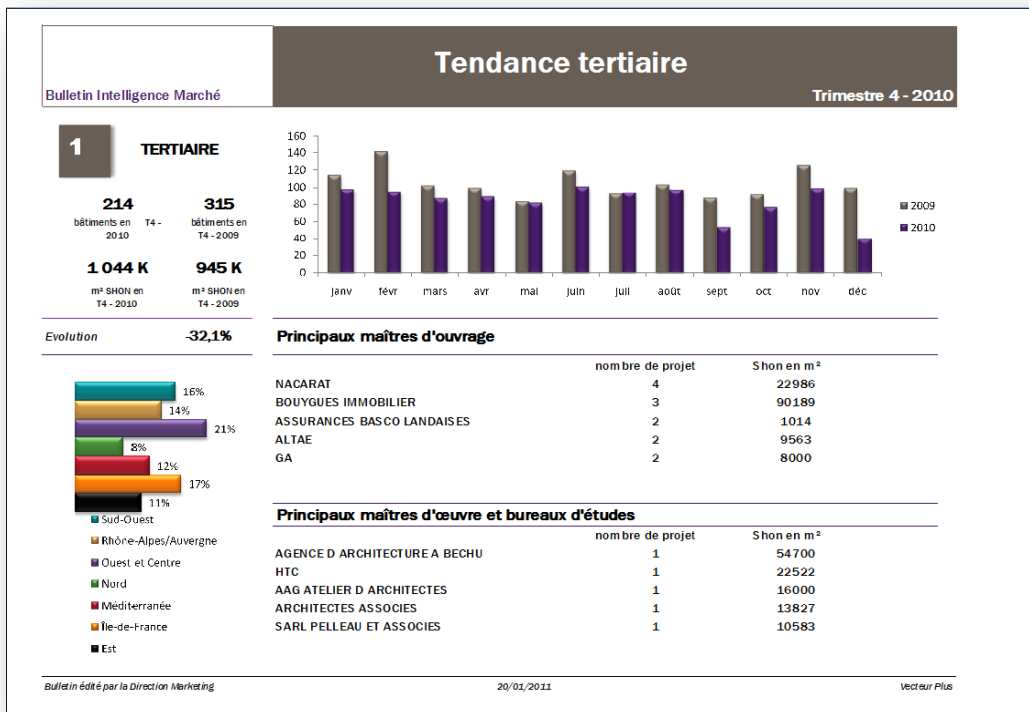 Tendance tertiaire
Bulletin Intelligence Marché
Trimestre 4 - 2010
1
TERTIAIRE
214 315
bâtiments en T4 - bâtiments en
2010 T4 - 2009
1 044 K 945 K
m² SHON en m² SHON en
T4 - 2010 T4 - 2009
Evolution -32,1%
160
140
120
100
80
60
40
20
0
janv févr mars avr mai juin juil août sept oct nov déc
2009
2010
Principaux maîtres d'ouvrage
nombre de projet Shon en m²
NACARAT 4 22986
BOUYGUES IMMOBILIER 3 90189
ASSURANCES BASCO LANDAISES 2 1014
ALTAE 2 9563
GA 2 8000
16%
14%
21%
8%
12%
17%
11%
Sud-Ouest
Rhône-Alpes/Auvergne
Ouest et Centre
Nord
Méditerranée
Île-de-France
Est
Principaux maîtres d'œuvre et bureaux d'études
nombre de projet Shon en m²
AGENCE D ARCHITECTURE A BECHU 1 54700
HTC 1 22522
AAG ATELIER D ARCHITECTES 1 16000
ARCHITECTES ASSOCIES 1 13827
SARL PELLEAU ET ASSOCIES 1 10583
Bulletin édité par la Direction Marketing 20/01/2011 Vecteur Plus